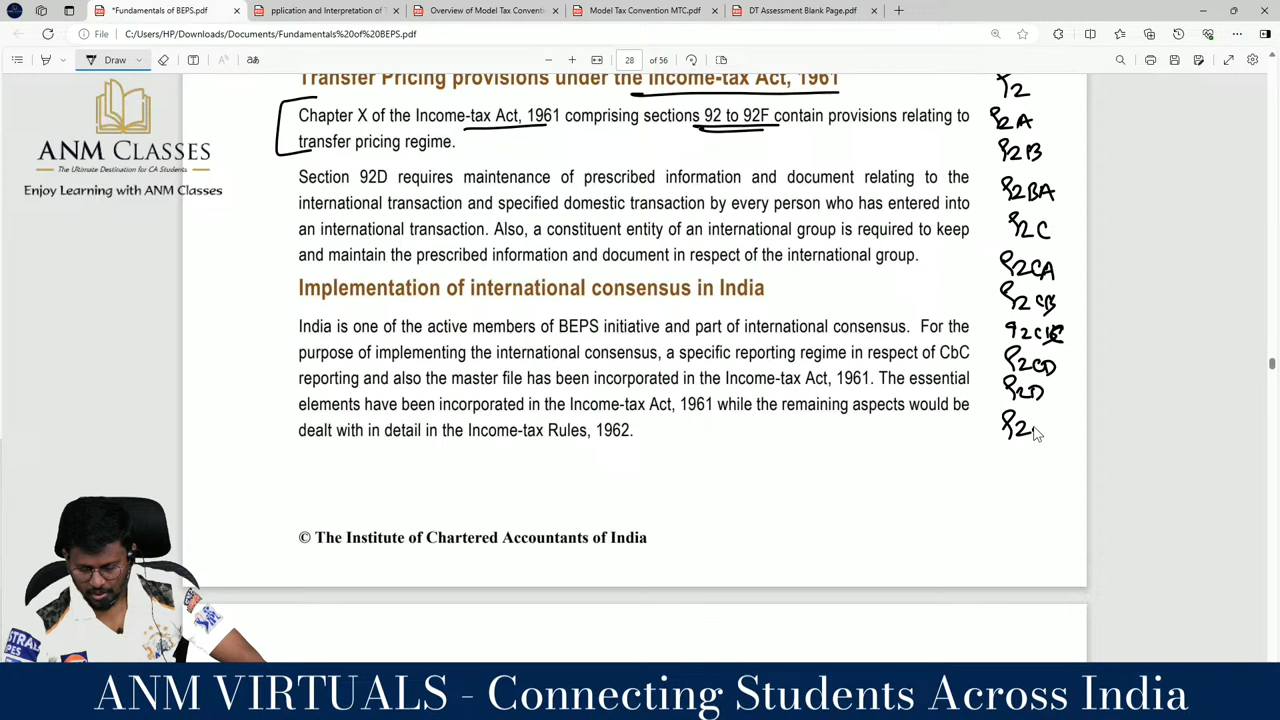 *Fundamentals of BEPS.pdf
pplication and Interpretation of T
Overview of Model Tax Conventi
Model Tax Convention MTC.pdf
DT Assessment Blank Page.pdf
File
C:/Users/HP/Downloads/Documents/Fundamentals%20of%20BEPS.pdf
Draw
28 of 56
Transfer Pricing provisions under the Income-tax Act, 1961
Chapter X of the Income-tax Act, 1961 comprising sections 92 to 92F contain provisions relating to
transfer pricing regime.
Section 92D requires maintenance of prescribed information and document relating to the
international transaction and specified domestic transaction by every person who has entered into
an international transaction. Also, a constituent entity of an international group is required to keep
and maintain the prescribed information and document in respect of the international group.
Implementation of international consensus in India
India is one of the active members of BEPS initiative and part of international consensus. For the
purpose of implementing the international consensus, a specific reporting regime in respect of CbC
reporting and also the master file has been incorporated in the Income-tax Act, 1961. The essential
elements have been incorporated in the Income-tax Act, 1961 while the remaining aspects would be
dealt with in detail in the Income-tax Rules, 1962.
© The Institute of Chartered Accountants of India
92
92A
92B
92BA
92C
92CA
92CB
92CD
92D
92
ANM CLASSES
The Ultimate Destination for CA Students
Enjoy Learning with ANM Classes
ANM VIRTUALS - Connecting Students Across India